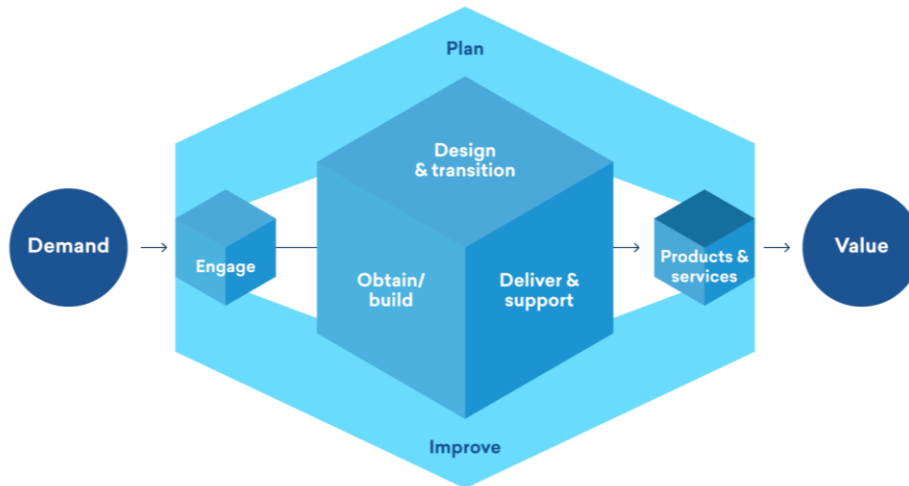 Plan
Design
& transition
Demand
Engage
Obtain/
build
Deliver &
support
Products &
services
Value
Improve